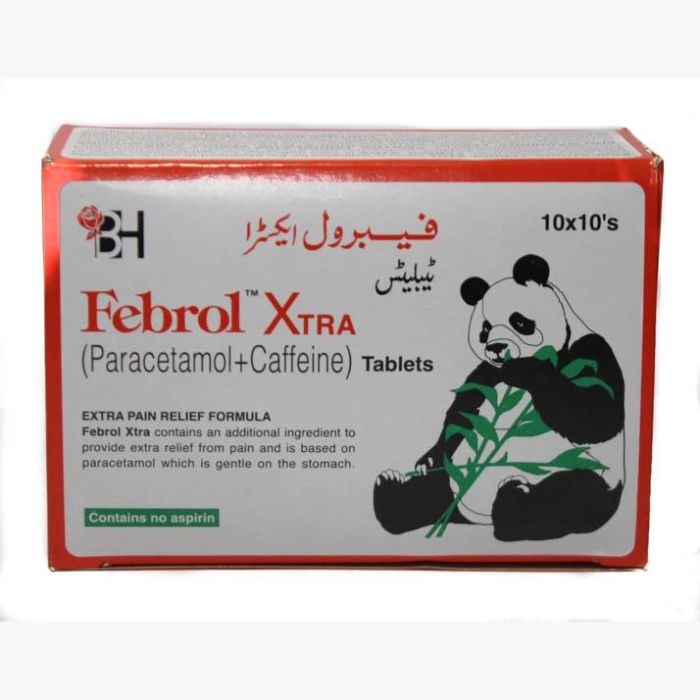 BH
فیبرول ایکسٹرا
ٹیبلیٹس
10x10's
Febrol™ XTRA
(Paracetamol+Caffeine) Tablets
EXTRA PAIN RELIEF FORMULA
Febrol Xtra contains an additional ingredient to
provide extra relief from pain and is based on
paracetamol which is gentle on the stomach.
Contains no aspirin